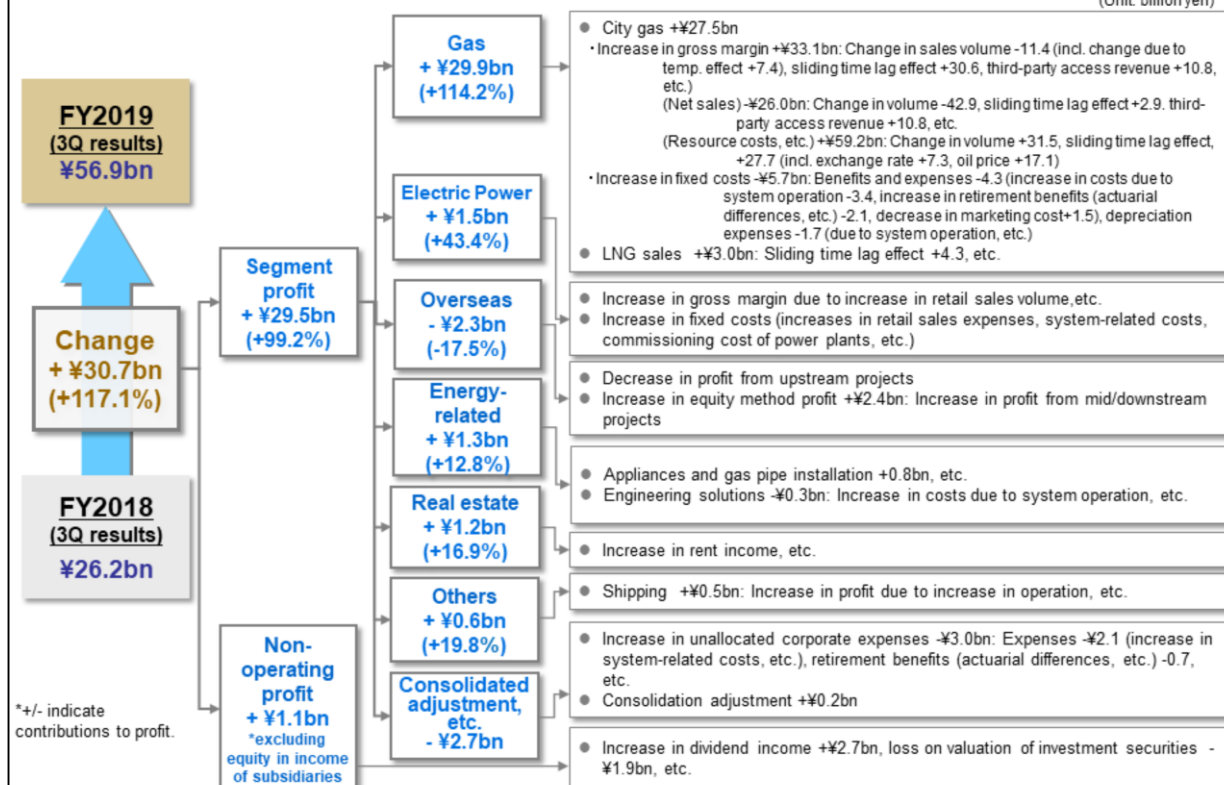 (Unit: billion yen)
FY2019
(3Q results)
¥56.9bn
Change
+ ¥30.7bn
(+117.1%)
FY2018
(3Q results)
¥26.2bn
*+/- indicate
contributions to profit.
Segment
profit
+ ¥29.5bn
(+99.2%)
Non-
operating
profit
+ ¥1.1bn
*excluding
equity in income
of subsidiaries
Gas
+ ¥29.9bn
(+114.2%)
Electric Power
+ ¥1.5bn
(+43.4%)
Overseas
- ¥2.3bn
(-17.5%)
Energy-
related
+ ¥1.3bn
(+12.8%)
Real estate
+ ¥1.2bn
(+16.9%)
Others
+ ¥0.6bn
(+19.8%)
Consolidated
adjustment,
etc.
- ¥2.7bn
● City gas +¥27.5bn
・Increase in gross margin +¥33.1bn: Change in sales volume -11.4 (incl. change due to
temp. effect +7.4), sliding time lag effect +30.6, third-party access revenue +10.8,
etc.)
(Net sales) -¥26.0bn: Change in volume -42.9, sliding time lag effect +2.9. third-
party access revenue +10.8, etc.
(Resource costs, etc.) +¥59.2bn: Change in volume +31.5, sliding time lag effect,
+27.7 (incl. exchange rate +7.3, oil price +17.1)
・Increase in fixed costs -¥5.7bn: Benefits and expenses -4.3 (increase in costs due to
system operation -3.4, increase in retirement benefits (actuarial
differences, etc.) -2.1, decrease in marketing cost+1.5), depreciation
expenses -1.7 (due to system operation, etc.)
● LNG sales +¥3.0bn: Sliding time lag effect +4.3, etc.
● Increase in gross margin due to increase in retail sales volume,etc.
● Increase in fixed costs (increases in retail sales expenses, system-related costs,
commissioning cost of power plants, etc.)
● Decrease in profit from upstream projects
● Increase in equity method profit +¥2.4bn: Increase in profit from mid/downstream
projects
● Appliances and gas pipe installation +0.8bn, etc.
● Engineering solutions -¥0.3bn: Increase in costs due to system operation, etc.
● Increase in rent income, etc.
● Shipping +¥0.5bn: Increase in profit due to increase in operation, etc.
● Increase in unallocated corporate expenses -¥3.0bn: Expenses -¥2.1 (increase in
system-related costs, etc.), retirement benefits (actuarial differences, etc.) -0.7,
etc.
● Consolidation adjustment +¥0.2bn
● Increase in dividend income +¥2.7bn, loss on valuation of investment securities -
¥1.9bn, etc.